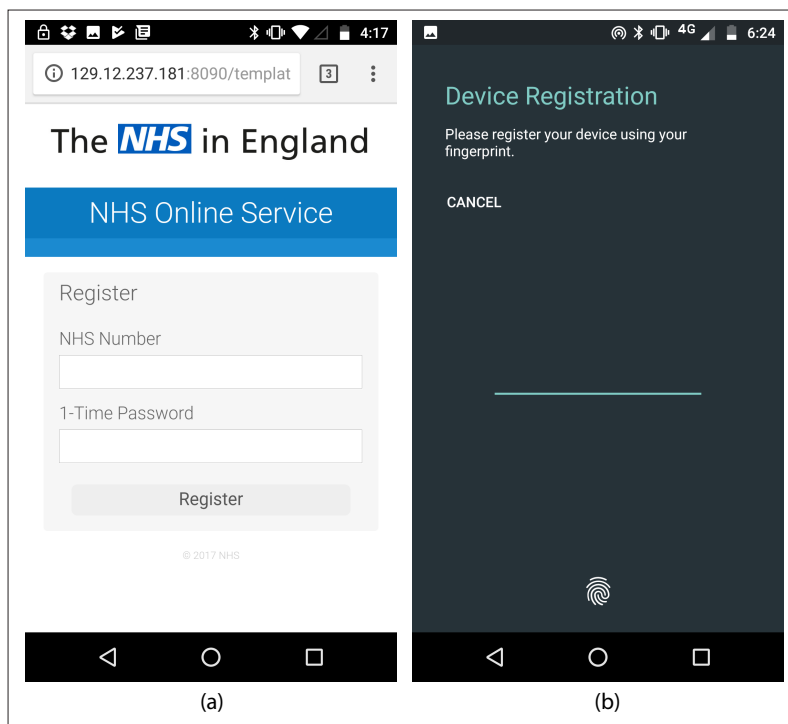 4:17
129.12.237.181:8090/templat
3
The NHS in England
NHS Online Service
Register
NHS Number
1-Time Password
Register
© 2017 NHS
(a)
4G 6:24
Device Registration
Please register your device using your
fingerprint.
CANCEL
(b)